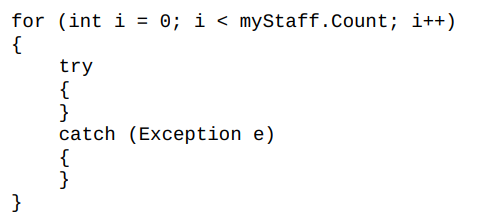 for (int i = 0; i < myStaff.Count; i++)
{
    try
    {
    }
    catch (Exception e)
    {
    }
}